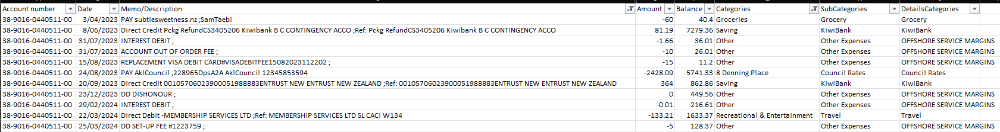 Account number Date Memo/Description Amount Balance Categories SubCategories DetailsCategories
38-9016-0440511-00 3/04/2023 PAY subtlesweetness.nz ;SamTaebi -60 40.4 Groceries Grocery Grocery
38-9016-0440511-00 8/06/2023 Direct Credit Pckg RefundCS3405206 Kiwibank B C CONTINGENCY ACCO ;Ref: Pckg RefundCS3405206 Kiwibank B C CONTINGENCY ACCO 81.19 7279.36 Saving KiwiBank KiwiBank
38-9016-0440511-00 31/07/2023 INTEREST DEBIT ; -1.66 36.01 Other Other Expenses OFFSHORE SERVICE MARGINS
38-9016-0440511-00 31/07/2023 ACCOUNT OUT OF ORDER FEE ; -10 26.01 Other Other Expenses OFFSHORE SERVICE MARGINS
38-9016-0440511-00 15/08/2023 REPLACEMENT VISA DEBIT CARD#VISADEBITFEE15082023112202 ; -15 11.2 Other Other Expenses OFFSHORE SERVICE MARGINS
38-9016-0440511-00 24/08/2023 PAY AklCouncil ;228965DpsA2A AklCouncil 12345853594 -2428.09 5741.33 8 Denning Place Council Rates Council Rates
38-9016-0440511-00 20/09/2023 Direct Credit 00105706023900051988883ENTRUST NEW ENTRUST NEW ZEALAND ;Ref: 00105706023900051988883ENTRUST NEW ENTRUST NEW ZEALAND 364 862.86 Saving KiwiBank KiwiBank
38-9016-0440511-00 23/12/2023 DD DISHONOUR ; 0 449.56 Other Other Expenses OFFSHORE SERVICE MARGINS
38-9016-0440511-00 29/02/2024 INTEREST DEBIT ; -0.01 216.61 Other Other Expenses OFFSHORE SERVICE MARGINS
38-9016-0440511-00 22/03/2024 Direct Debit -MEMBERSHIP SERVICES LTD ;Ref: MEMBERSHIP SERVICES LTD SL CACI W134 -133.21 1633.37 Recreational & Entertainment Travel Travel
38-9016-0440511-00 25/03/2024 DD SET-UP FEE #1223759 ; -5 128.37 Other Other Expenses OFFSHORE SERVICE MARGINS